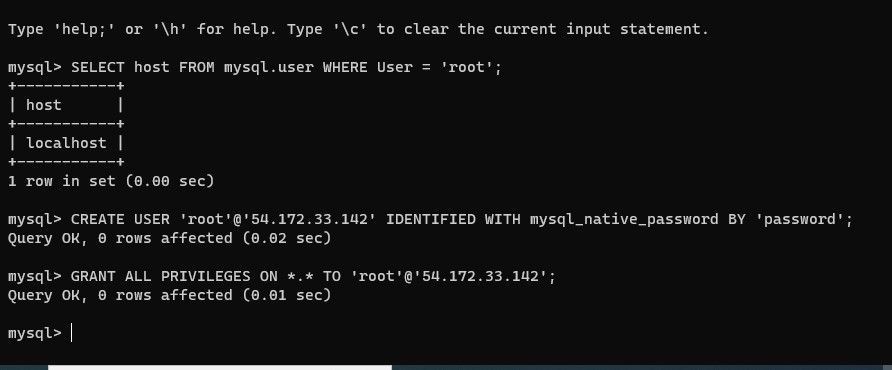 Type 'help;' or '\h' for help. Type '\c' to clear the current input statement.
mysql> SELECT host FROM mysql.user WHERE User = 'root';
+-----------+
| host      |
+-----------+
| localhost |
+-----------+
1 row in set (0.00 sec)
mysql> CREATE USER 'root'@'54.172.33.142' IDENTIFIED WITH mysql_native_password BY 'password';
Query OK, 0 rows affected (0.02 sec)
mysql> GRANT ALL PRIVILEGES ON *.* TO 'root'@'54.172.33.142';
Query OK, 0 rows affected (0.01 sec)
mysql>